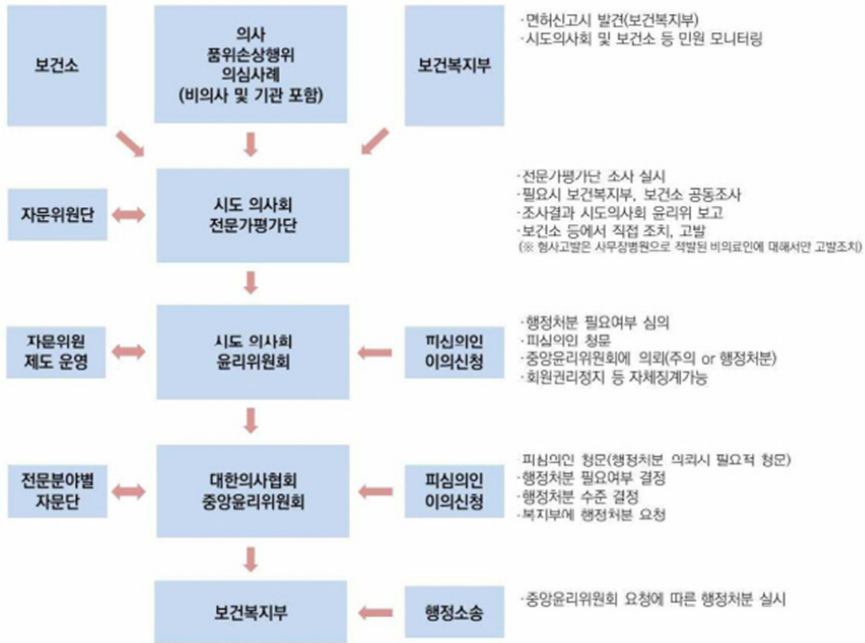 보건소
의사
품위손상행위
의심사례
(비의사 및 기관 포함)
보건복지부
·면허신고시 발견(보건복지부)
·시도의사회 및 보건소 등 민원 모니터링
자문위원단
시도 의사회
전문가평가단
·전문가평가단 조사 실시
·필요시 보건복지부, 보건소 공동조사
·조사결과 시도의사회 윤리위 보고
·보건소 등에서 직접 조치, 고발
(※ 형사고발은 사무장병원으로 적발된 비의료인에 대해서만 고발조치)
자문위원
제도 운영
시도 의사회
윤리위원회
피심의인
이의신청
·행정처분 필요여부 심의
·피심의인 청문
·중앙윤리위원회에 의뢰(주의 or 행정처분)
·회원권리정지 등 자체징계가능
전문분야별
자문단
대한의사협회
중앙윤리위원회
피심의인
이의신청
·피심의인 청문(행정처분 의뢰시 필요적 청문)
·행정처분 필요여부 결정
·행정처분 수준 결정
·복지부에 행정처분 요청
보건복지부
행정소송
·중앙윤리위원회 요청에 따른 행정처분 실시